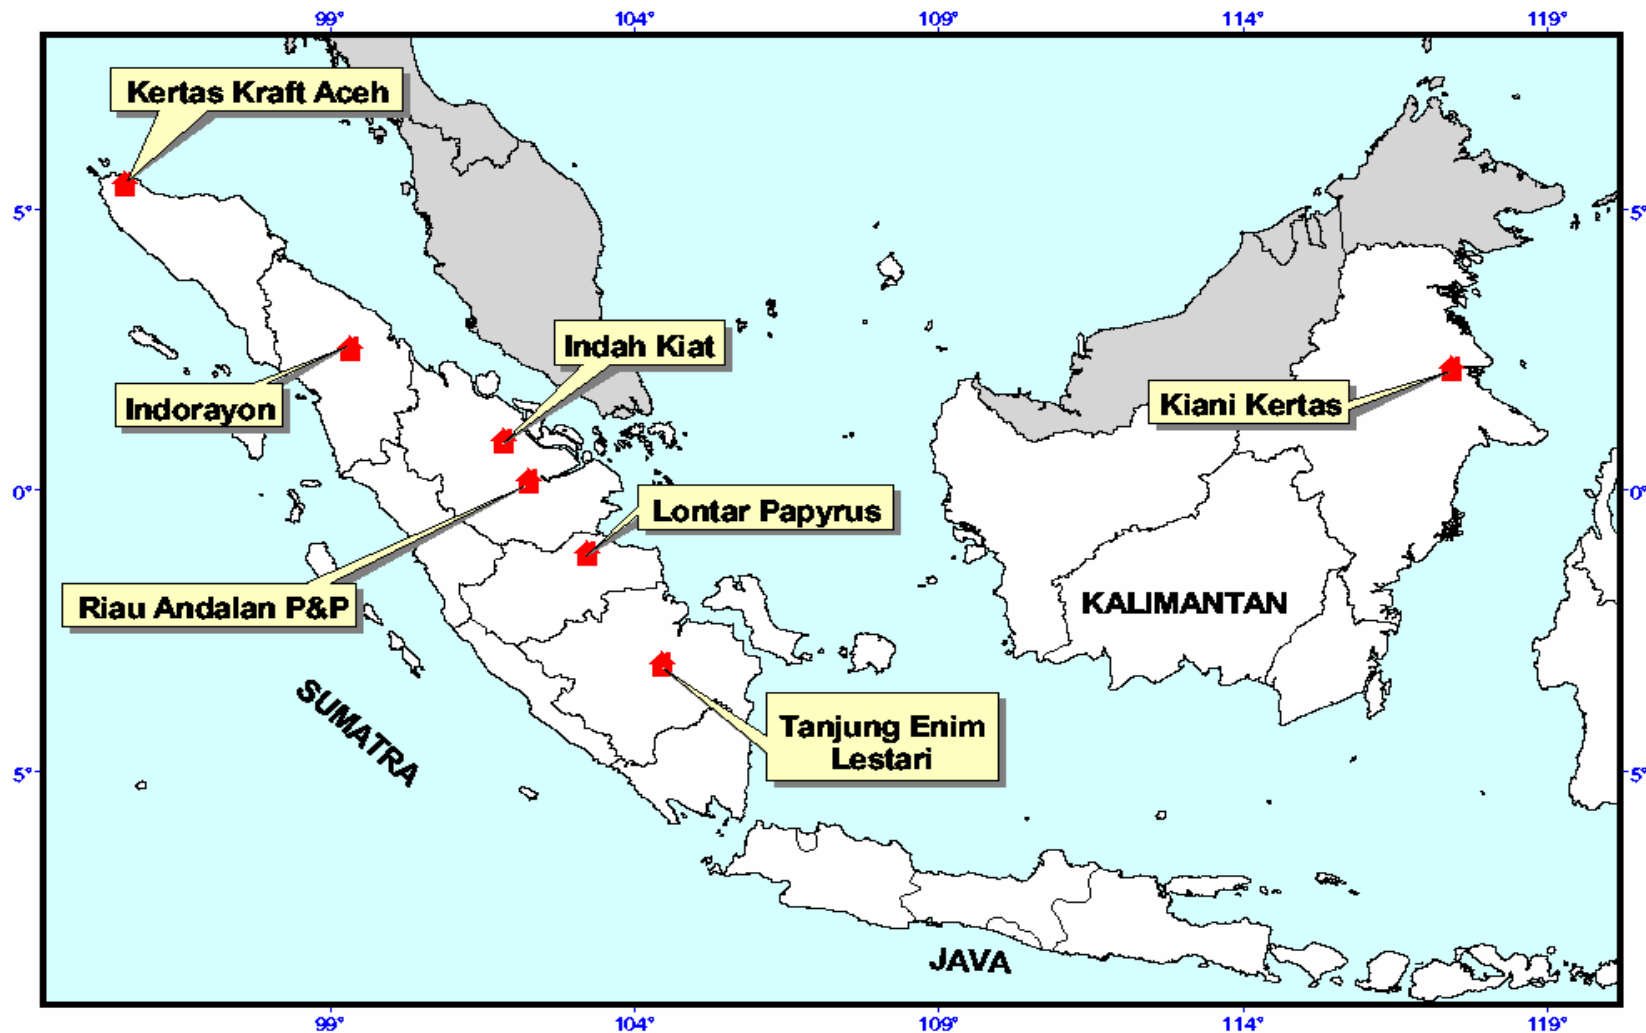 99° 104° 109° 114° 119°
Kertas Kraft Aceh
5° 5°
Indah Kiat
Indorayon
Kiani Kertas
0° 0°
Lontar Papyrus
Riau Andalan P&P
KALIMANTAN
SUMATRA
Tanjung Enim
Lestari
5° 5°
JAVA
99° 104° 109° 114° 119°